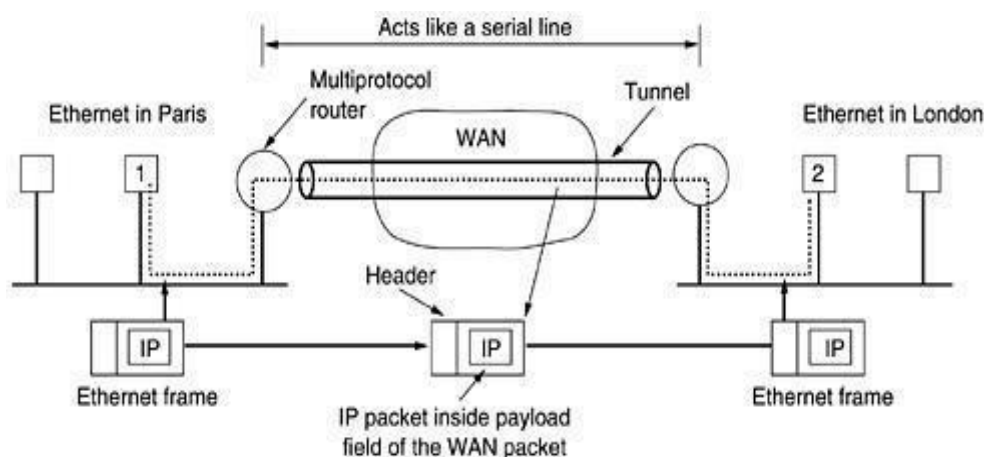 Acts like a serial line
Multiprotocol
router
Tunnel
Ethernet in Paris
Ethernet in London
WAN
1
2
Header
IP
IP
IP
Ethernet frame
Ethernet frame
IP packet inside payload
field of the WAN packet